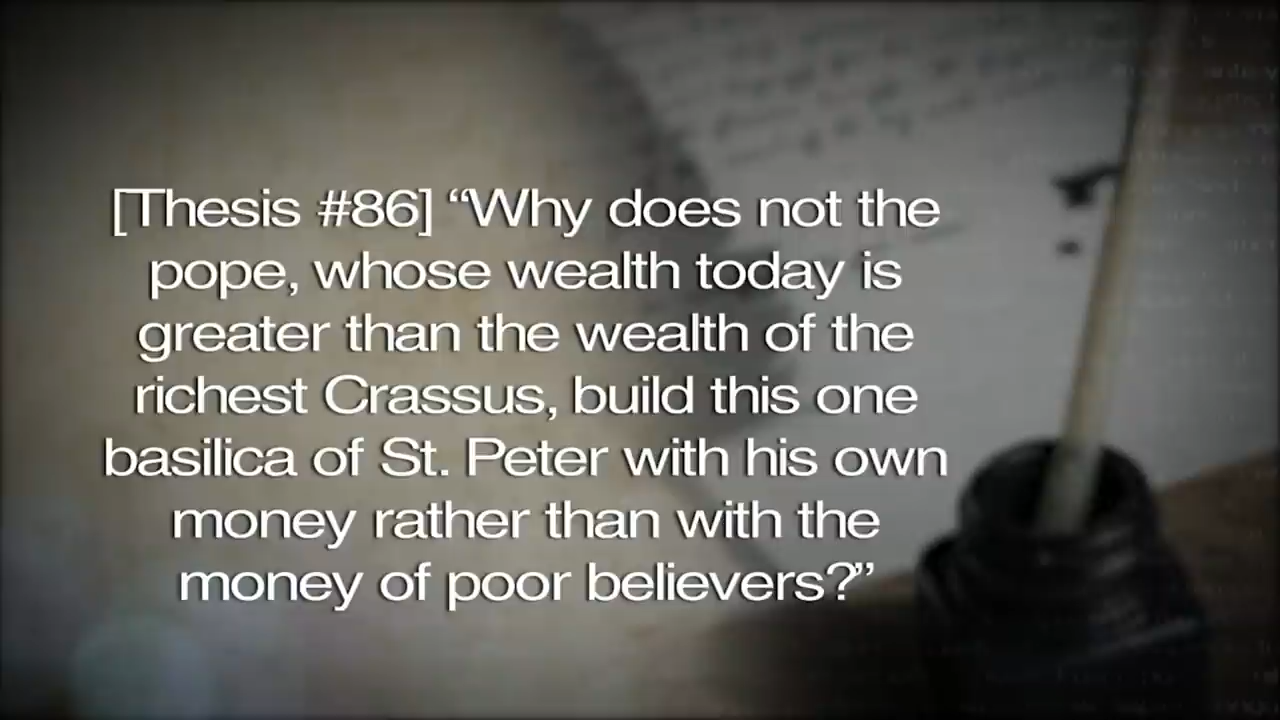 [Thesis #86] “Why does not the
pope, whose wealth today is
greater than the wealth of the
richest Crassus, build this one
basilica of St. Peter with his own
money rather than with the
money of poor believers?”